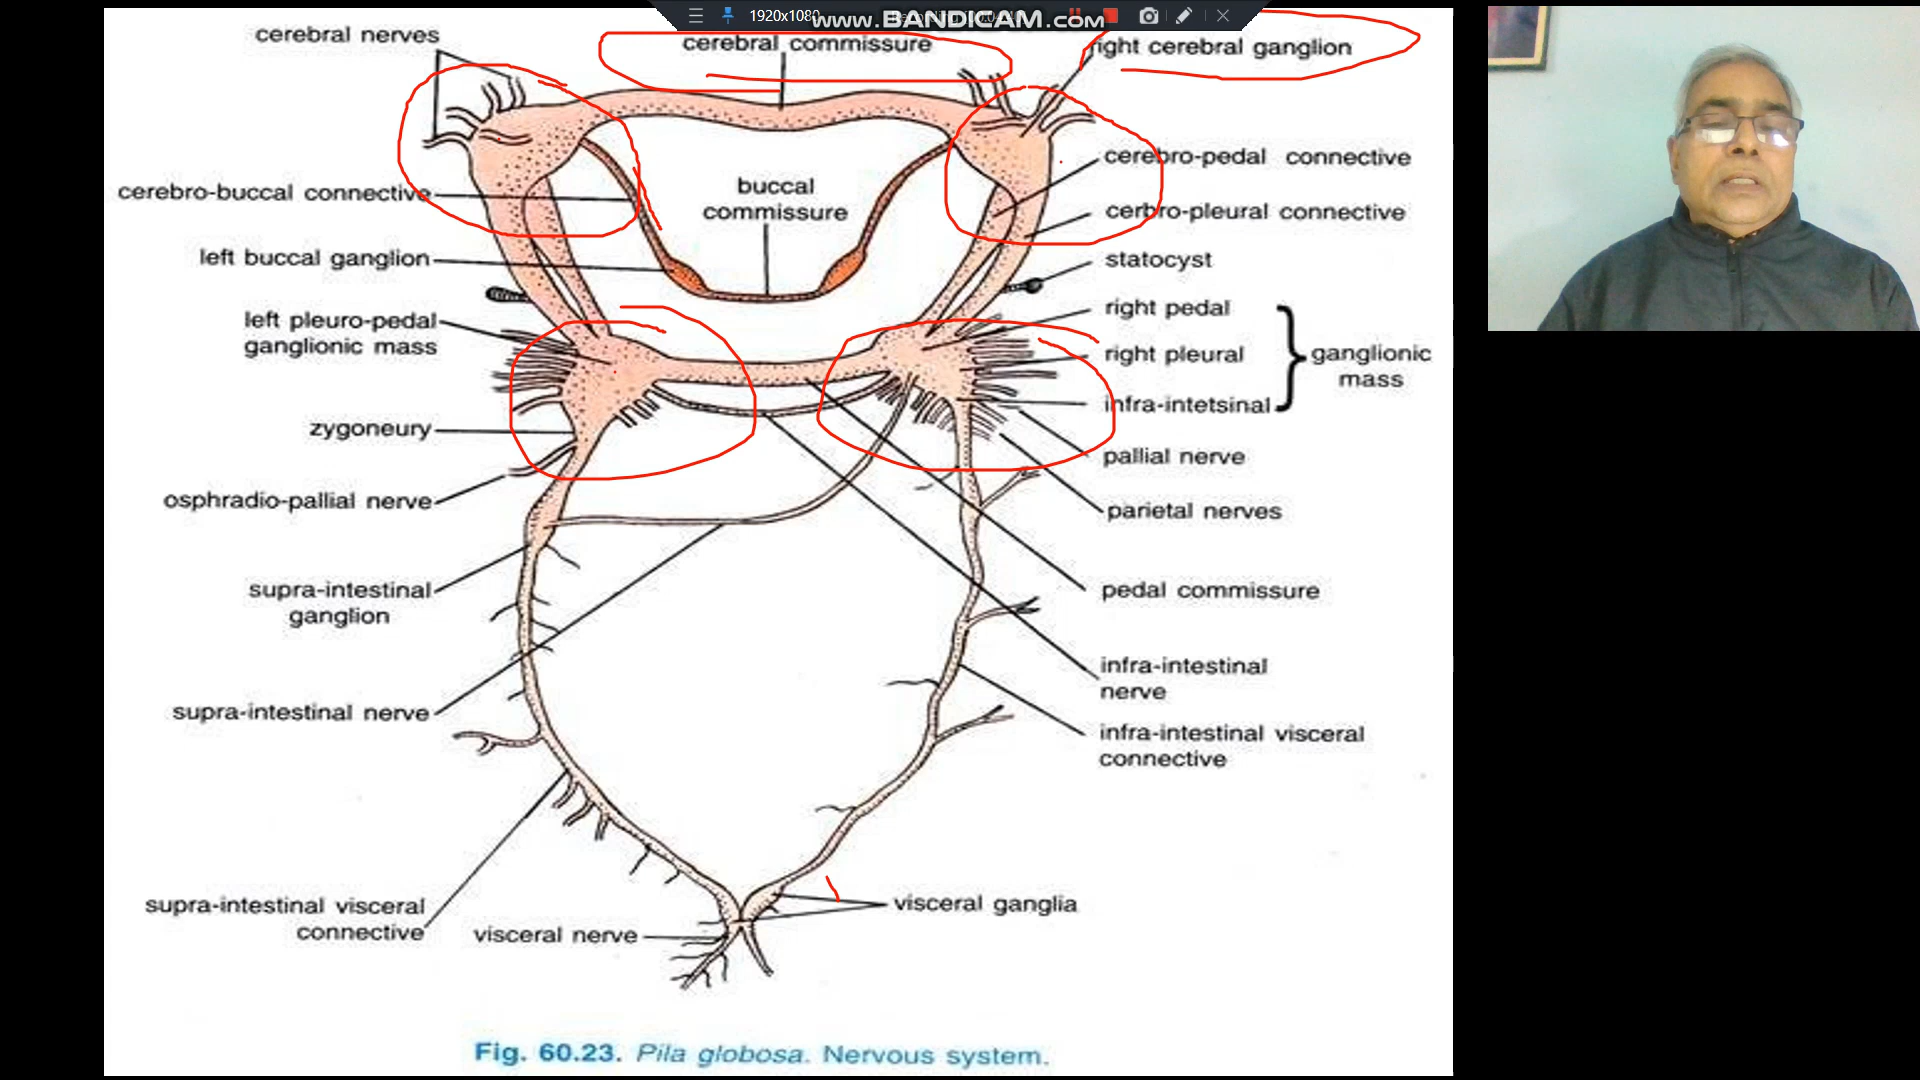 1920x1080
www.BANDICAM.com
cerebral nerves
cerebral commissure
right cerebral ganglion
cerebro-pedal connective
cerebro-buccal connective
buccal
commissure
cerbro-pleural connective
left buccal ganglion
statocyst
left pleuro-pedal
ganglionic mass
right pedal
right pleural
infra-intetsinal
ganglionic
mass
zygoneury
pallial nerve
osphradio-pallial nerve
parietal nerves
supra-intestinal
ganglion
pedal commissure
supra-intestinal nerve
infra-intestinal
nerve
infra-intestinal visceral
connective
supra-intestinal visceral
connective
visceral nerve
visceral ganglia
Fig. 60.23. Pila globosa. Nervous system.